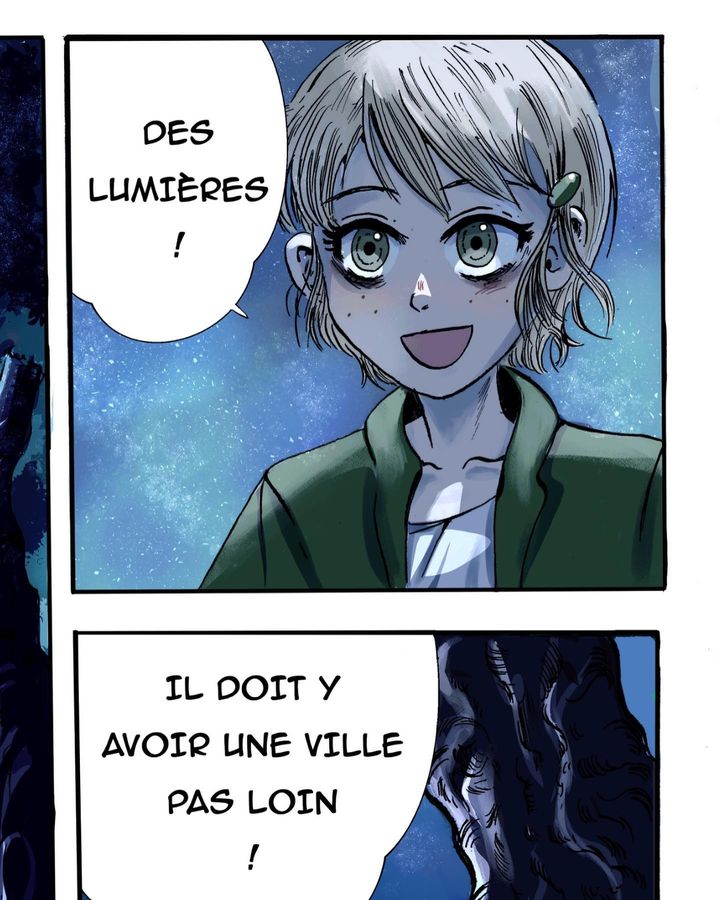 DES
LUMIÈRES
!
IL DOIT Y
AVOIR UNE VILLE
PAS LOIN
!